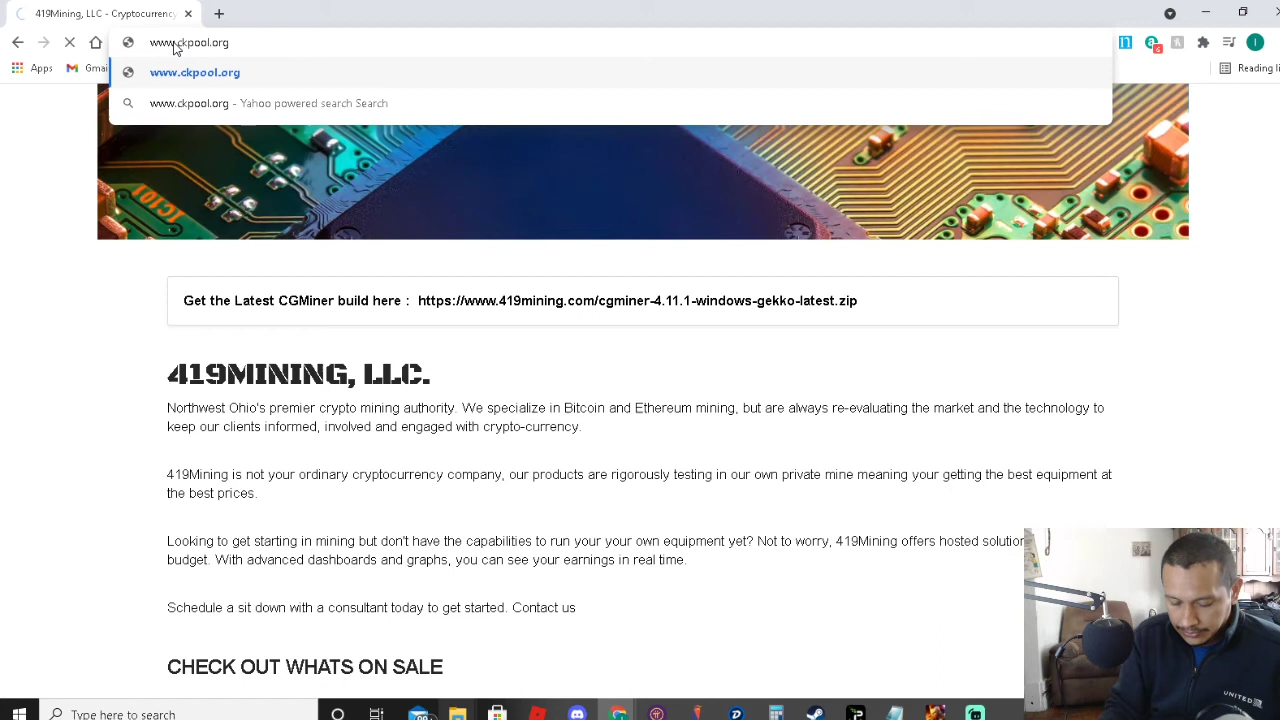 419Mining, LLC - Cryptocurrency
www.ckpool.org
Apps Gmai
Reading li
www.ckpool.org
www.ckpool.org - Yahoo powered search Search
IC101
Get the Latest CGMiner build here : https://www.419mining.com/cgminer-4.11.1-windows-gekko-latest.zip
419MINING, LLC.
Northwest Ohio's premier crypto mining authority. We specialize in Bitcoin and Ethereum mining, but are always re-evaluating the market and the technology to
keep our clients informed, involved and engaged with crypto-currency.
419Mining is not your ordinary cryptocurrency company, our products are rigorously testing in our own private mine meaning your getting the best equipment at
the best prices.
Looking to get starting in mining but don't have the capabilities to run your your own equipment yet? Not to worry, 419Mining offers hosted solution
budget. With advanced dashboards and graphs, you can see your earnings in real time.
Schedule a sit down with a consultant today to get started. Contact us
CHECK OUT WHATS ON SALE
UNITED
Type here to search